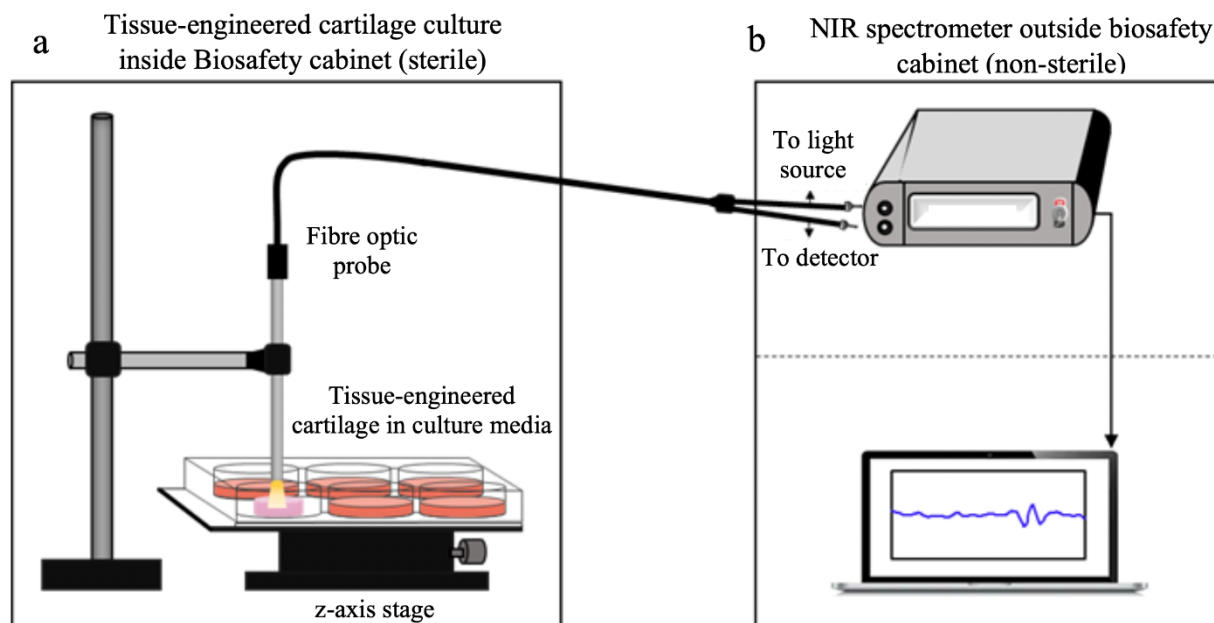 a
Tissue-engineered cartilage culture
inside Biosafety cabinet (sterile)
Fibre optic
probe
Tissue-engineered
cartilage in culture media
z-axis stage
b
NIR spectrometer outside biosafety
cabinet (non-sterile)
To light
source
To detector